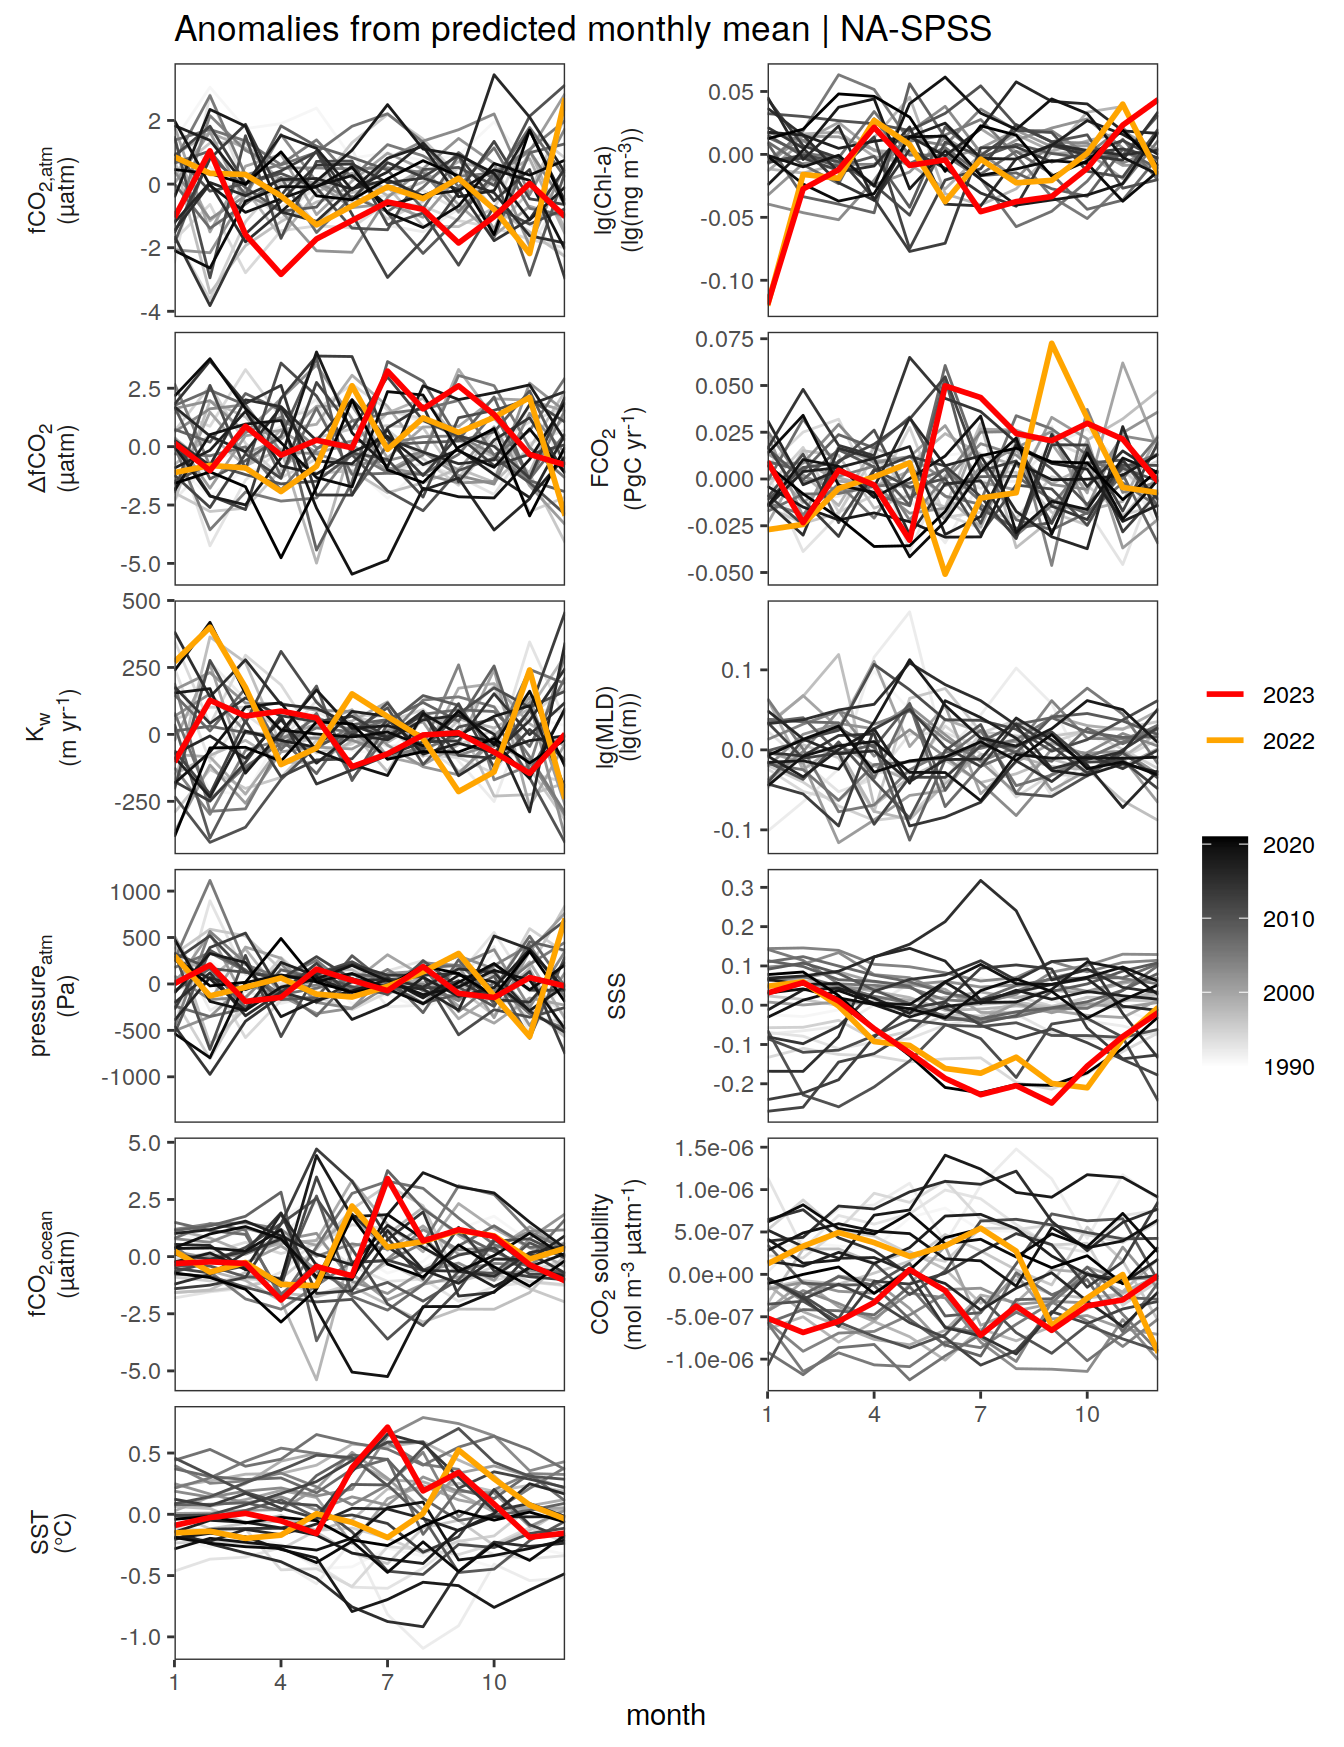 Anomalies from predicted monthly mean | NA-SPSS
fCO2,atm
(µatm)
2
0
-2
-4
lg(Chl-a)
(lg(mg m-3))
0.05
0.00
-0.05
-0.10
ΔfCO2
(µatm)
2.5
0.0
-2.5
-5.0
FCO2
(PgC yr-1)
0.075
0.050
0.025
0.000
-0.025
-0.050
Kw
(m yr-1)
500
250
0
-250
lg(MLD)
(lg(m))
0.1
0.0
-0.1
pressureatm
(Pa)
1000
500
0
-500
-1000
SSS
0.3
0.2
0.1
0.0
-0.1
-0.2
fCO2,ocean
(µatm)
5.0
2.5
0.0
-2.5
-5.0
CO2 solubility
(mol m-3 µatm-1)
1.5e-06
1.0e-06
5.0e-07
0.0e+00
-5.0e-07
-1.0e-06
1 4 7 10
SST
(°C)
0.5
0.0
-0.5
-1.0
1 4 7 10
month
2023
2022
2020
2010
2000
1990